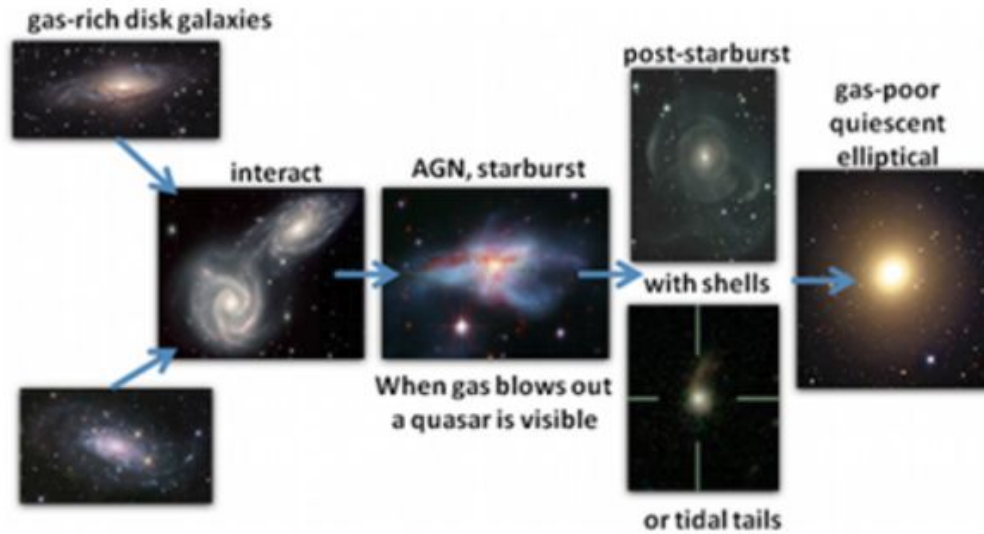 gas-rich disk galaxies
interact
AGN, starburst
When gas blows out
a quasar is visible
post-starburst
with shells
or tidal tails
gas-poor
quiescent
elliptical